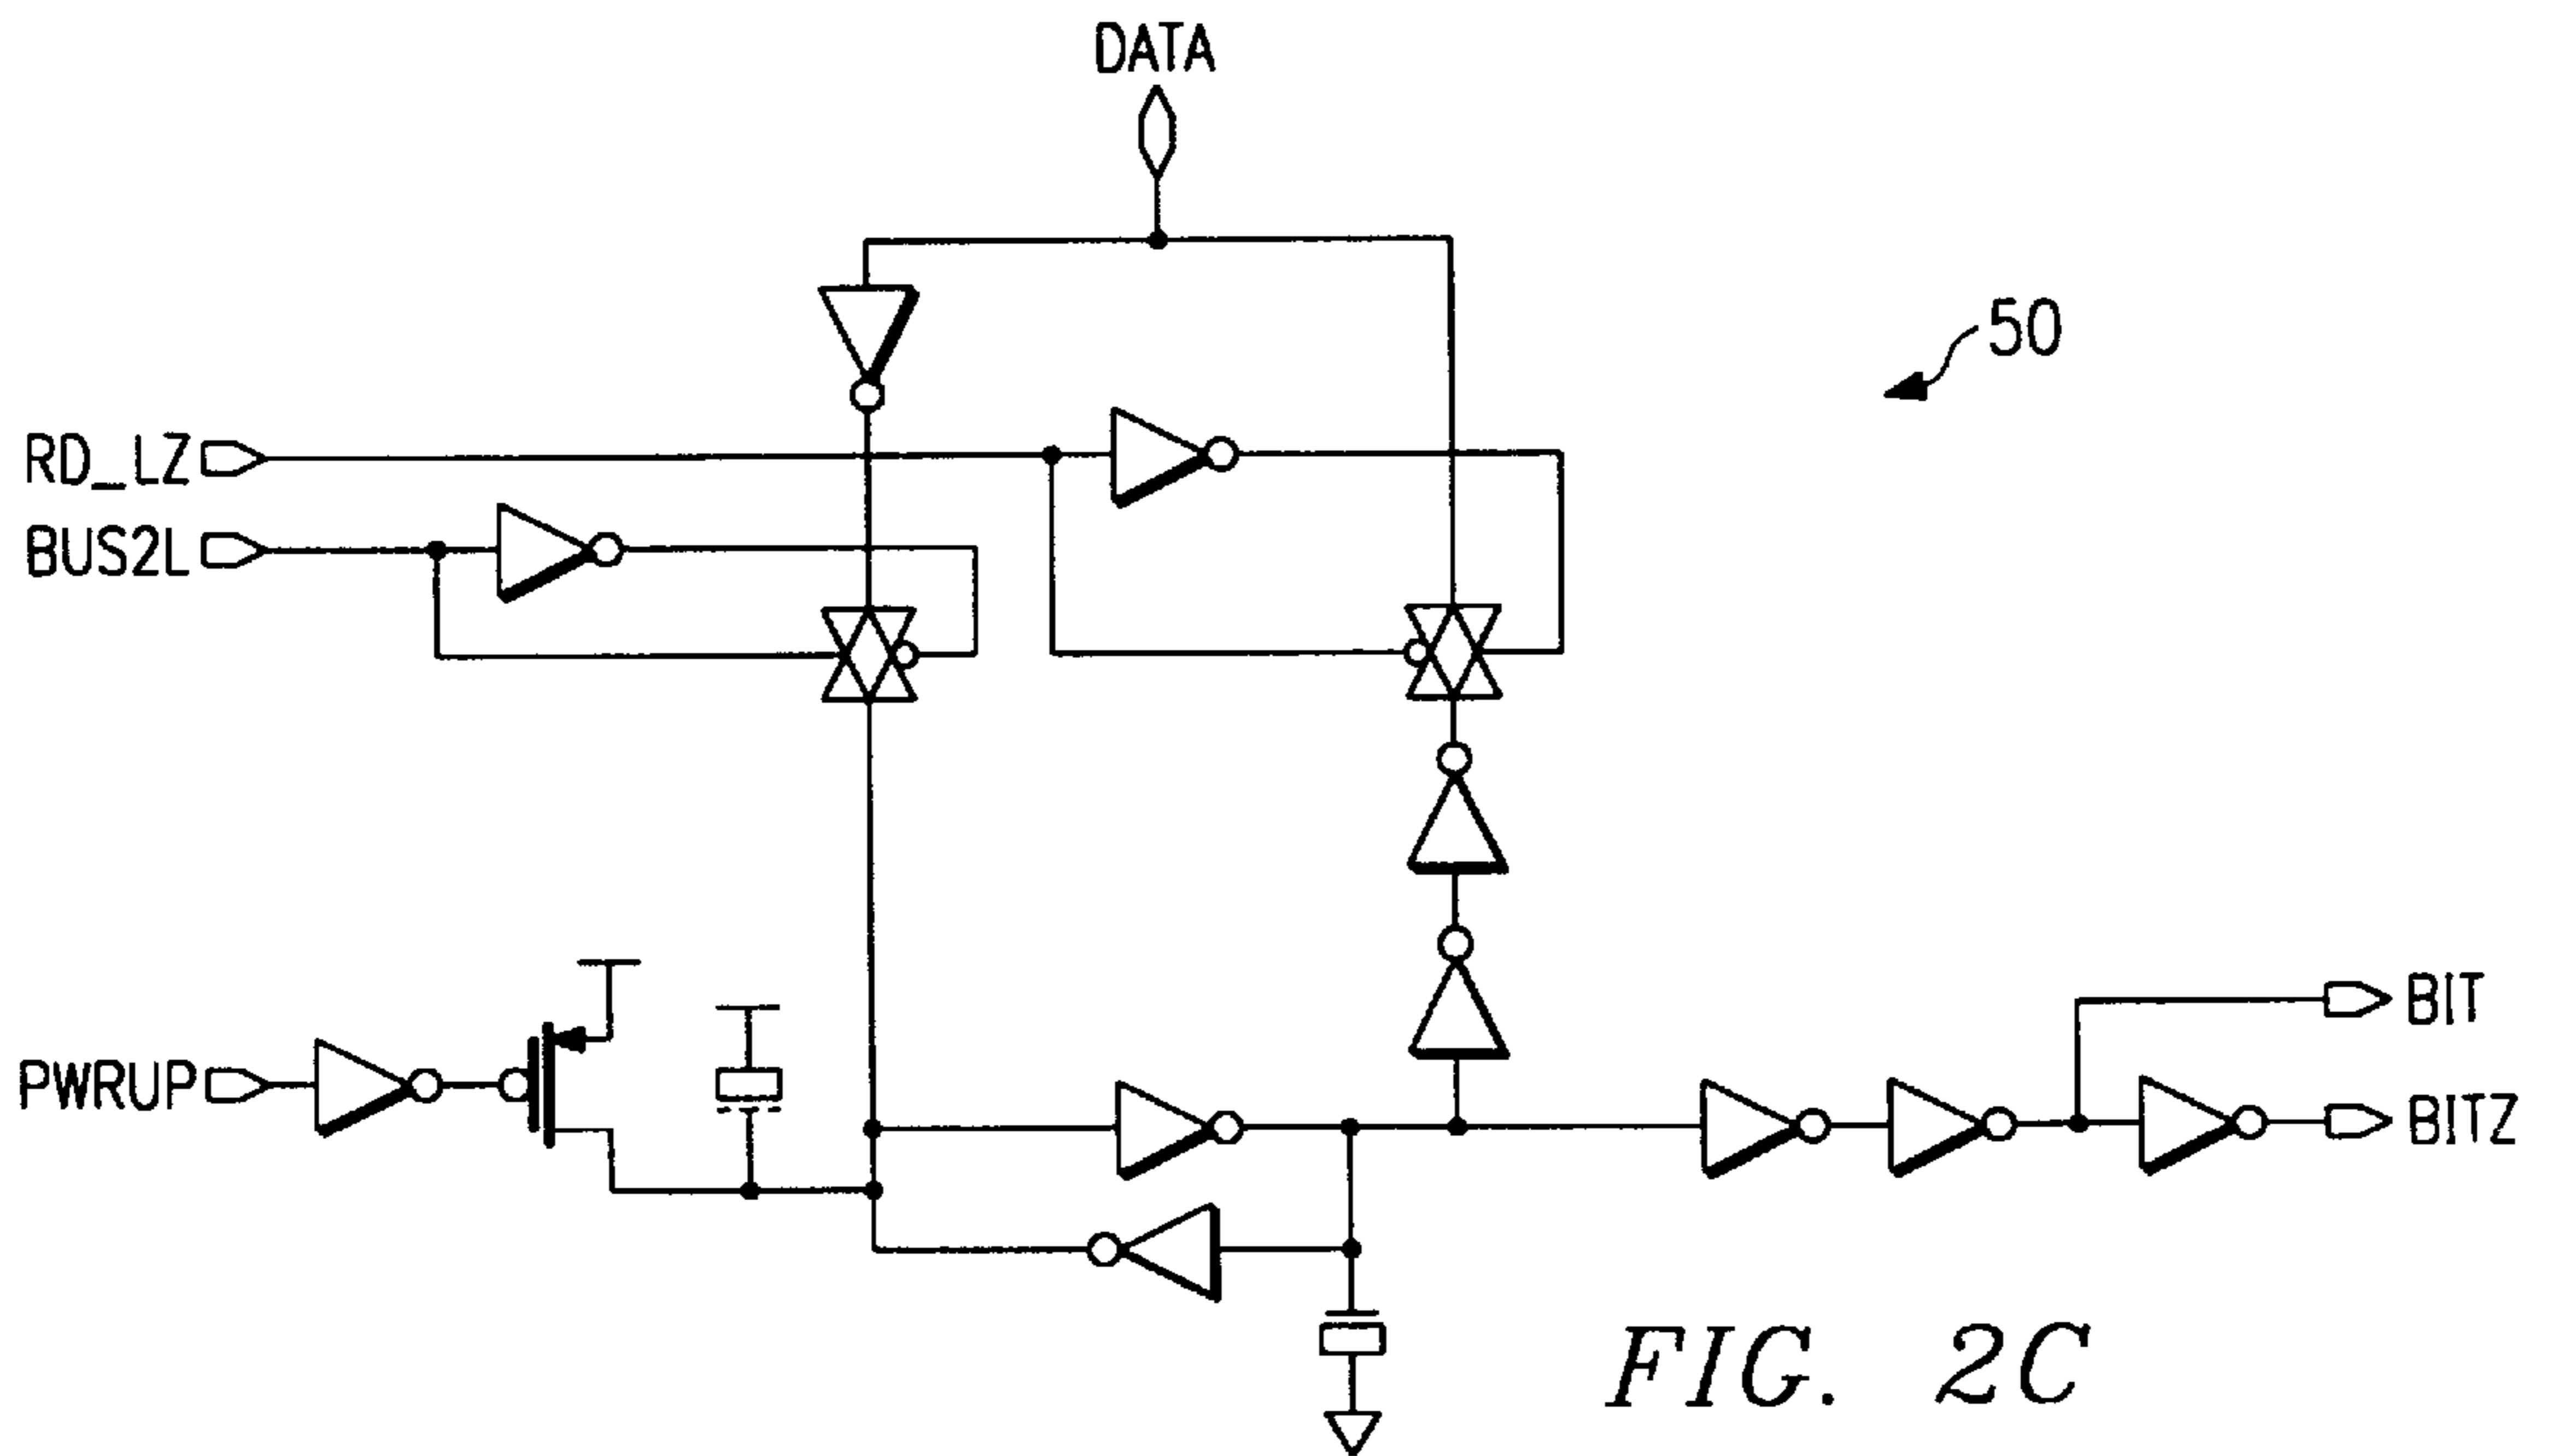 DATA
50
RD_LZ
BUS2L
PWRUP
BIT
BITZ
FIG. 2C